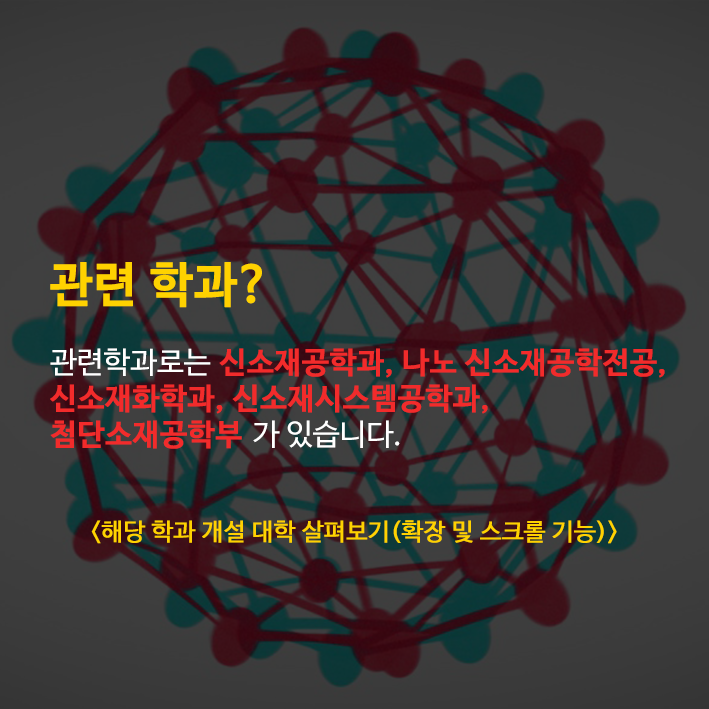 관련 학과?
관련학과로는 신소재공학과, 나노 신소재공학전공,
신소재화학과, 신소재시스템공학과,
첨단소재공학부 가 있습니다.
<해당 학과 개설 대학 살펴보기(확장 및 스크롤 기능)>